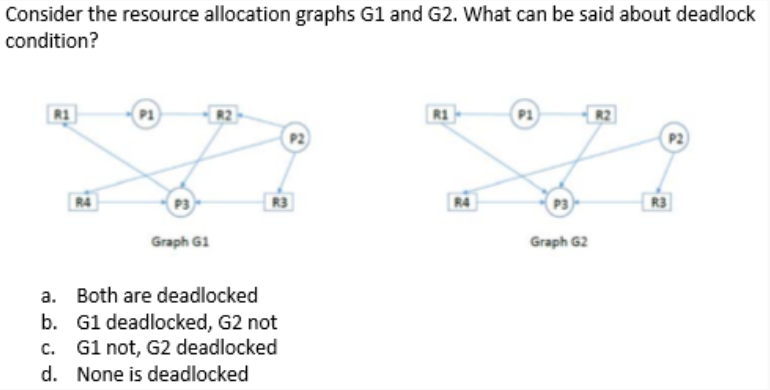 Consider the resource allocation graphs G1 and G2. What can be said about deadlock
condition?
R1 P1 R2 R1 P1 R2
P2 P2
R4 P3 R3 R4 P3 R3
Graph G1 Graph G2
a. Both are deadlocked
b. G1 deadlocked, G2 not
c. G1 not, G2 deadlocked
d. None is deadlocked